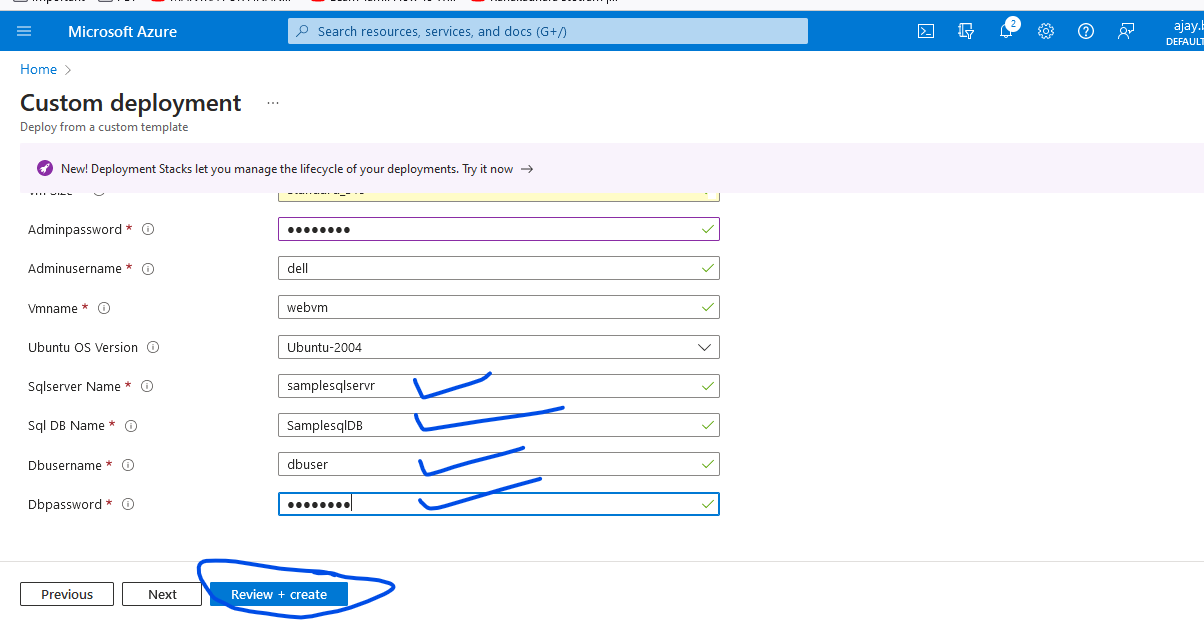 Microsoft Azure
Search resources, services, and docs (G+/)
2
DEFAULT
Home
Custom deployment ...
Deploy from a custom template
New! Deployment Stacks let you manage the lifecycle of your deployments. Try it now →
Adminpassword *
Adminusername * dell
Vmname * webvm
Ubuntu OS Version Ubuntu-2004
Sqlserver Name * samplesqlservr
Sql DB Name * SamplesqlDB
Dbusername * dbuser
Dbpassword *
Previous Next Review + create